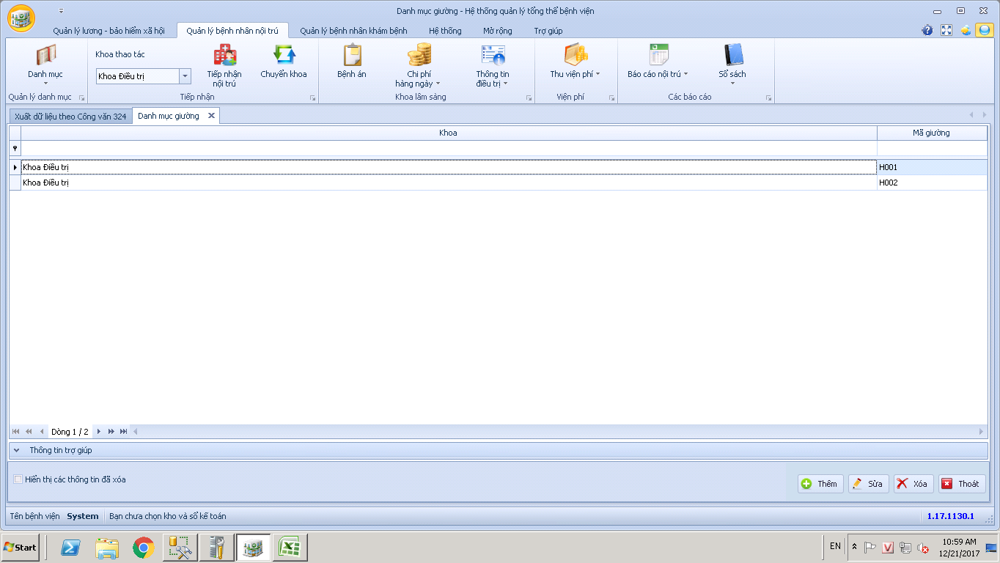 Danh mục giường - Hệ thống quản lý tổng thể bệnh viện
Quản lý lương - bảo hiểm xã hội
Quản lý bệnh nhân nội trú
Quản lý bệnh nhân khám bệnh
Hệ thống
Mở rộng
Trợ giúp
Danh mục
Quản lý danh mục
Khoa thao tác
Khoa Điều trị
Tiếp nhận
nội trú
Chuyển khoa
Tiếp nhận
Bệnh án
Chi phí
hàng ngày
Thông tin
điều trị
Khoa lâm sàng
Thu viện phí
Viện phí
Báo cáo nội trú
Sổ sách
Các báo cáo
Xuất dữ liệu theo Công văn 324
Danh mục giường
Khoa
Mã giường
Khoa Điều trị
H001
Khoa Điều trị
H002
Dòng 1 / 2
Thông tin trợ giúp
Hiển thị các thông tin đã xóa
Thêm
Sửa
Xóa
Thoát
Tên bệnh viện
System
Bạn chưa chọn kho và sổ kế toán
1.17.1130.1
Start
EN
10:59 AM
12/21/2017